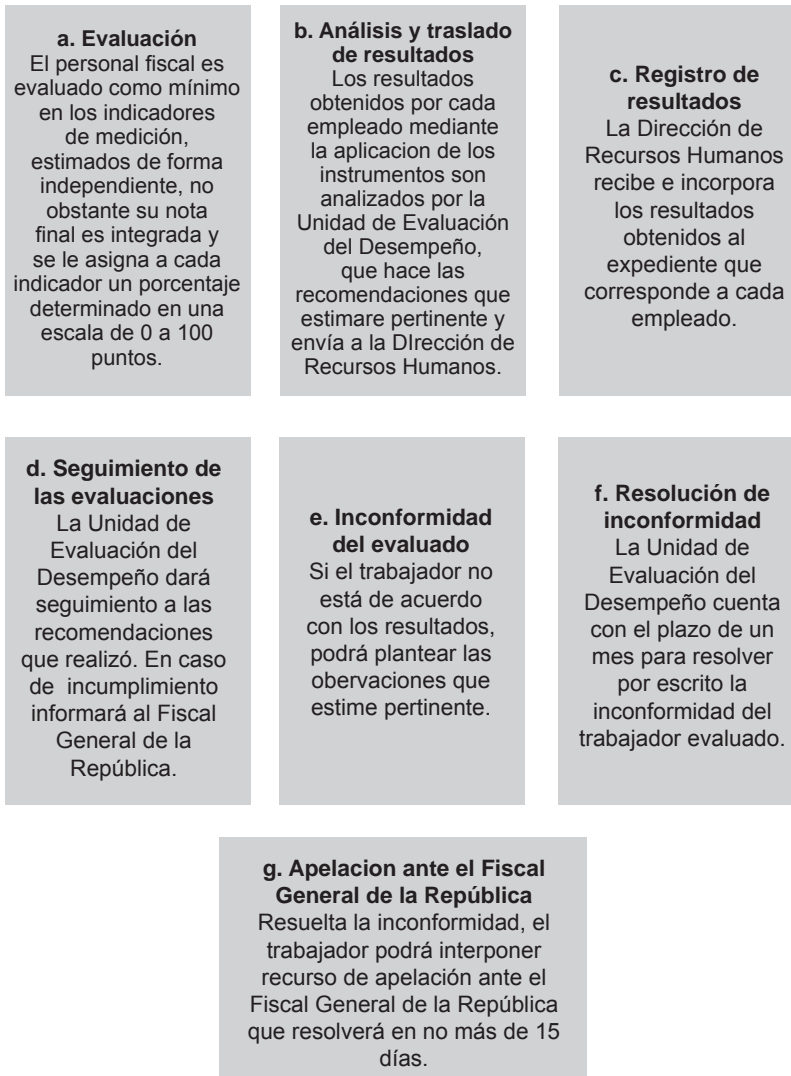 a. Evaluación
El personal fiscal es
evaluado como mínimo
en los indicadores
de medición,
estimados de forma
independiente, no
obstante su nota
final es integrada y
se le asigna a cada
indicador un porcentaje
determinado en una
escala de 0 a 100
puntos.
b. Análisis y traslado
de resultados
Los resultados
obtenidos por cada
empleado mediante
la aplicacion de los
instrumentos son
analizados por la
Unidad de Evaluación
del Desempeño,
que hace las
recomendaciones que
estimare pertinente y
envía a la DIrección de
Recursos Humanos.
c. Registro de
resultados
La Dirección de
Recursos Humanos
recibe e incorpora
los resultados
obtenidos al
expediente que
corresponde a cada
empleado.
d. Seguimiento de
las evaluaciones
La Unidad de
Evaluación del
Desempeño dará
seguimiento a las
recomendaciones
que realizó. En caso
de incumplimiento
informará al Fiscal
General de la
República.
e. Inconformidad
del evaluado
Si el trabajador no
está de acuerdo
con los resultados,
podrá plantear las
obervaciones que
estime pertinente.
f. Resolución de
inconformidad
La Unidad de
Evaluación del
Desempeño cuenta
con el plazo de un
mes para resolver
por escrito la
inconformidad del
trabajador evaluado.
g. Apelacion ante el Fiscal
General de la República
Resuelta la inconformidad, el
trabajador podrá interponer
recurso de apelación ante el
Fiscal General de la República
que resolverá en no más de 15
días.